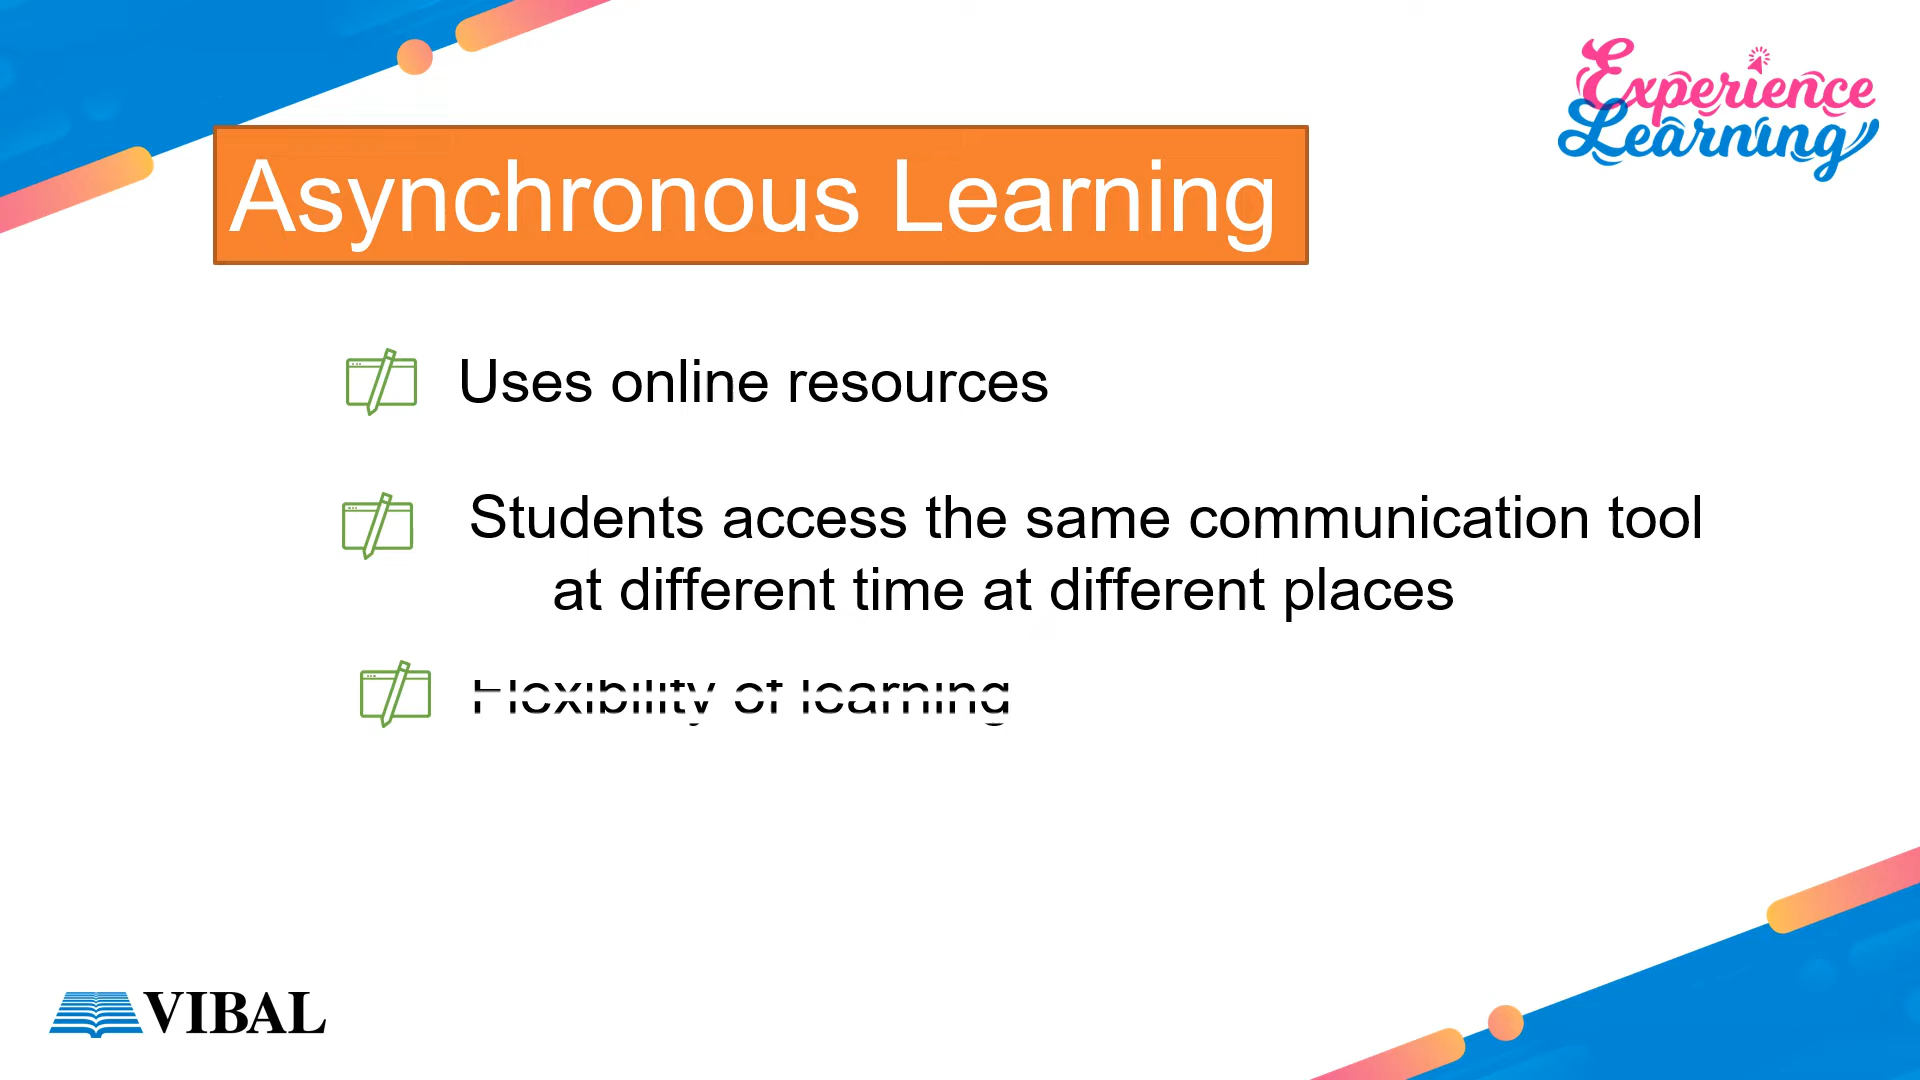 Experience
Learning
Asynchronous Learning
Uses online resources
Students access the same communication tool
at different time at different places
Flexibility of learning
VIBAL